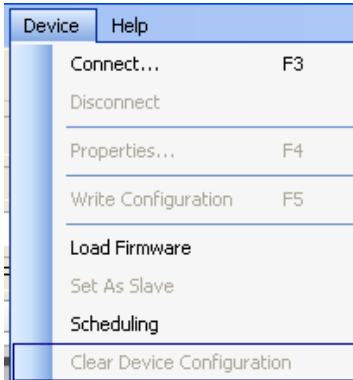 Device Help
Connect... F3
Disconnect
Properties... F4
Write Configuration F5
Load Firmware
Set As Slave
Scheduling
Clear Device Configuration